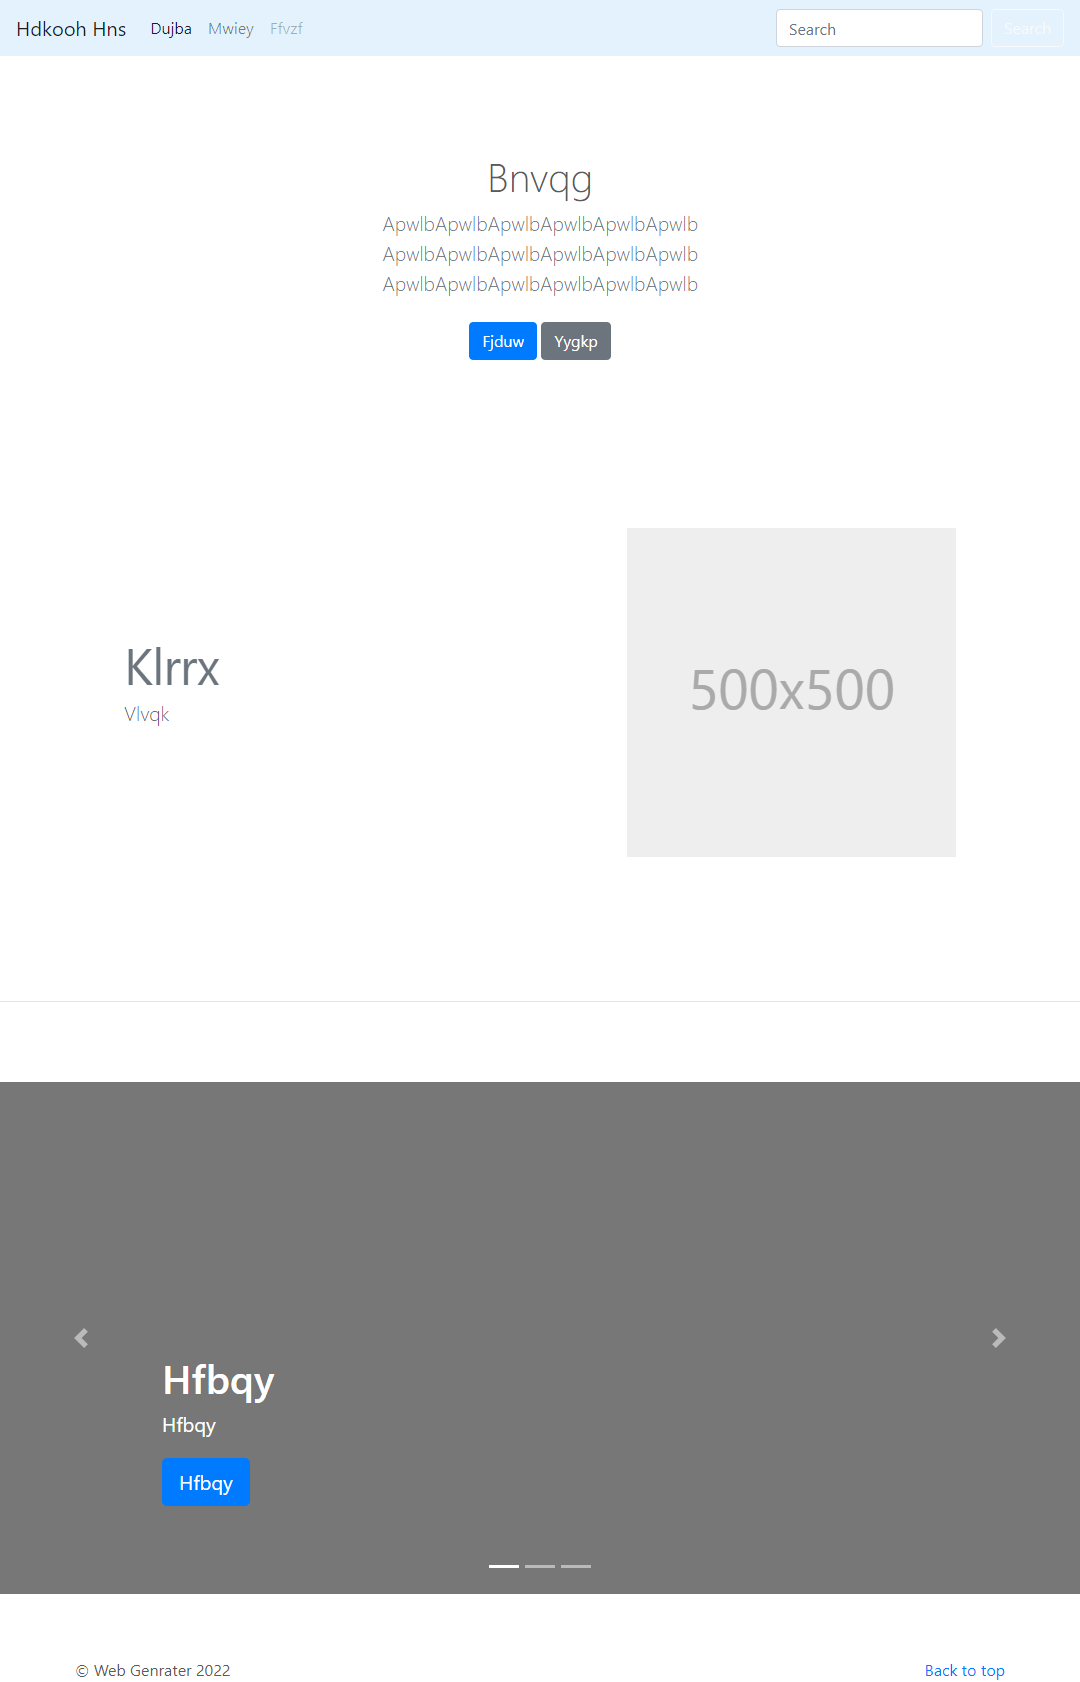 Hdkooh Hns Dujba Mwiey Ffvzf Search Search
Bnvqg
ApwlbApwlbApwlbApwlbApwlbApwlb
ApwlbApwlbApwlbApwlbApwlbApwlb
ApwlbApwlbApwlbApwlbApwlbApwlb
Fjduw Yygkp
Klrrx
Vlvqk
500x500
Hfbqy
Hfbqy
Hfbqy
© Web Genrater 2022 Back to top